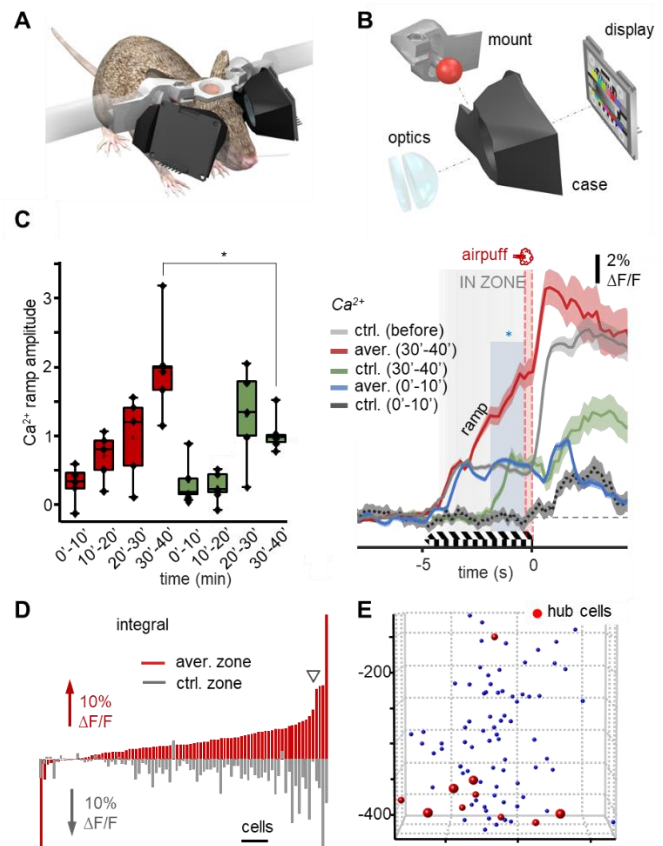 A
B
mount
display
optics
case
C
Ca²⁺ ramp amplitude
3
2
1
0
0'-10'
10'-20'
20'-30'
30'-40'
0'-10'
10'-20'
20'-30'
30'-40'
time (min)
*
airpuff
2%
ΔF/F
IN ZONE
Ca²⁺
ctrl. (before)
aver. (30'-40')
ctrl. (30'-40')
aver. (0'-10')
ctrl. (0'-10')
*
ramp
-5
0
time (s)
D
integral
aver. zone
ctrl. zone
10%
ΔF/F
10%
ΔF/F
cells
E
hub cells
-200
-300
-400